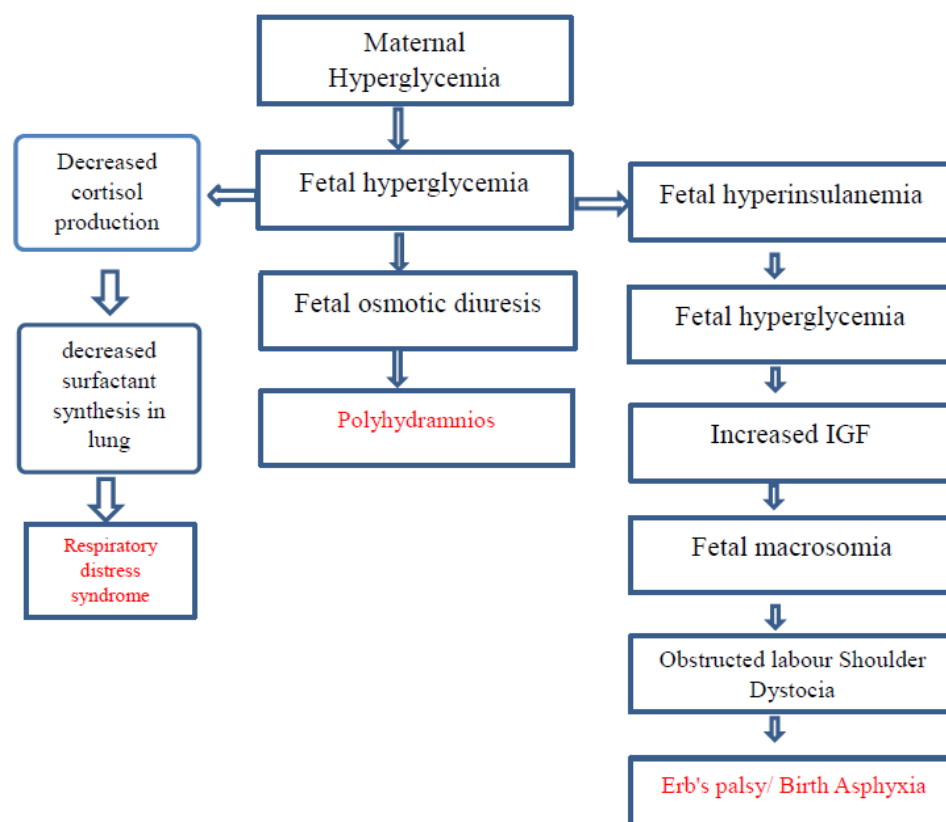 Maternal
Hyperglycemia
Decreased
cortisol
production
Fetal hyperglycemia
Fetal hyperinsulanemia
Fetal osmotic diuresis
Fetal hyperglycemia
decreased
surfactant
synthesis in
lung
Polyhydramnios
Increased IGF
Respiratory
distress
syndrome
Fetal macrosomia
Obstructed labour Shoulder
Dystocia
Erb's palsy/ Birth Asphyxia